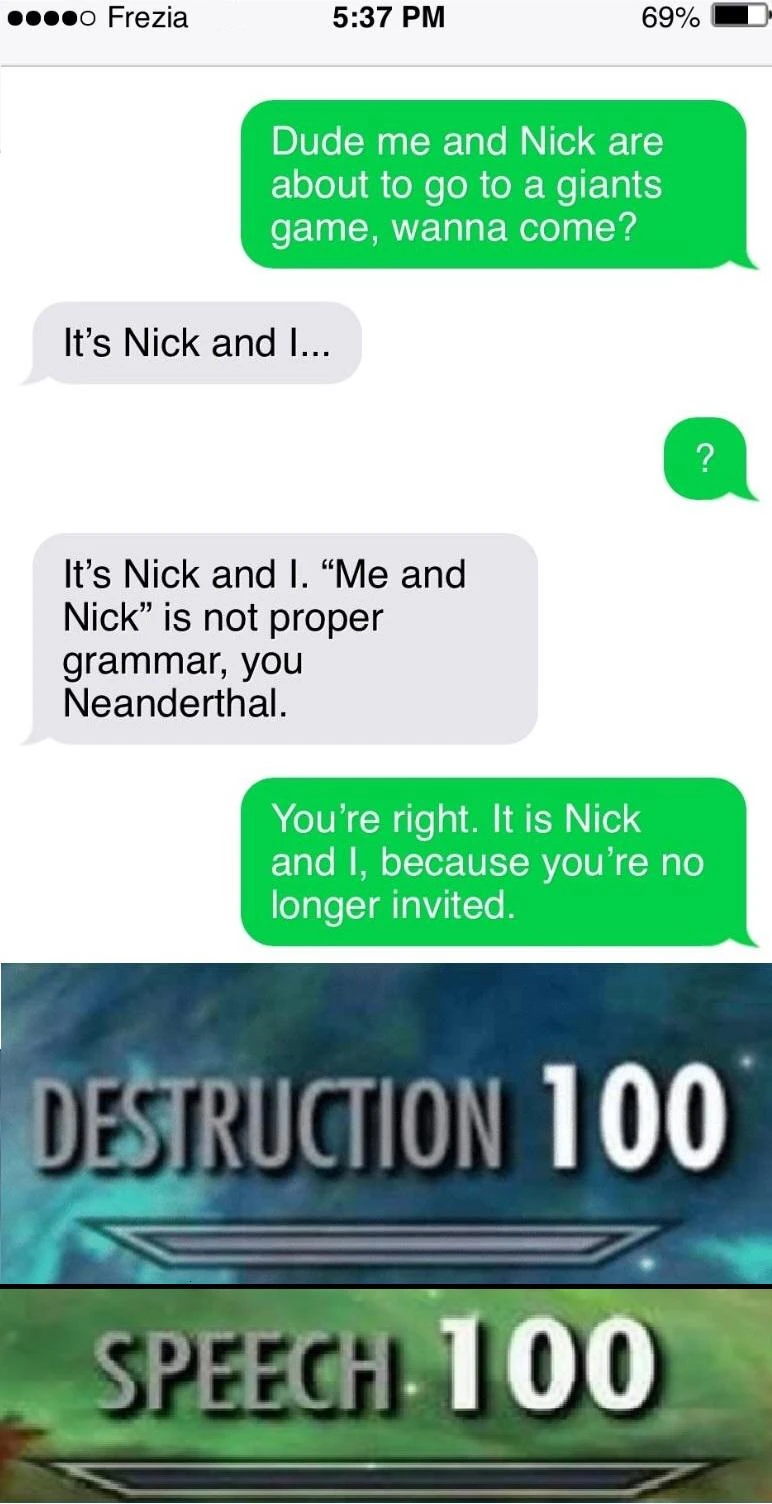 ●●●●○ Frezia 5:37 PM 69%
Dude me and Nick are
about to go to a giants
game, wanna come?
It’s Nick and I...
?
It’s Nick and I. “Me and
Nick” is not proper
grammar, you
Neanderthal.
You’re right. It is Nick
and I, because you’re no
longer invited.
DESTRUCTION 100
SPEECH 100